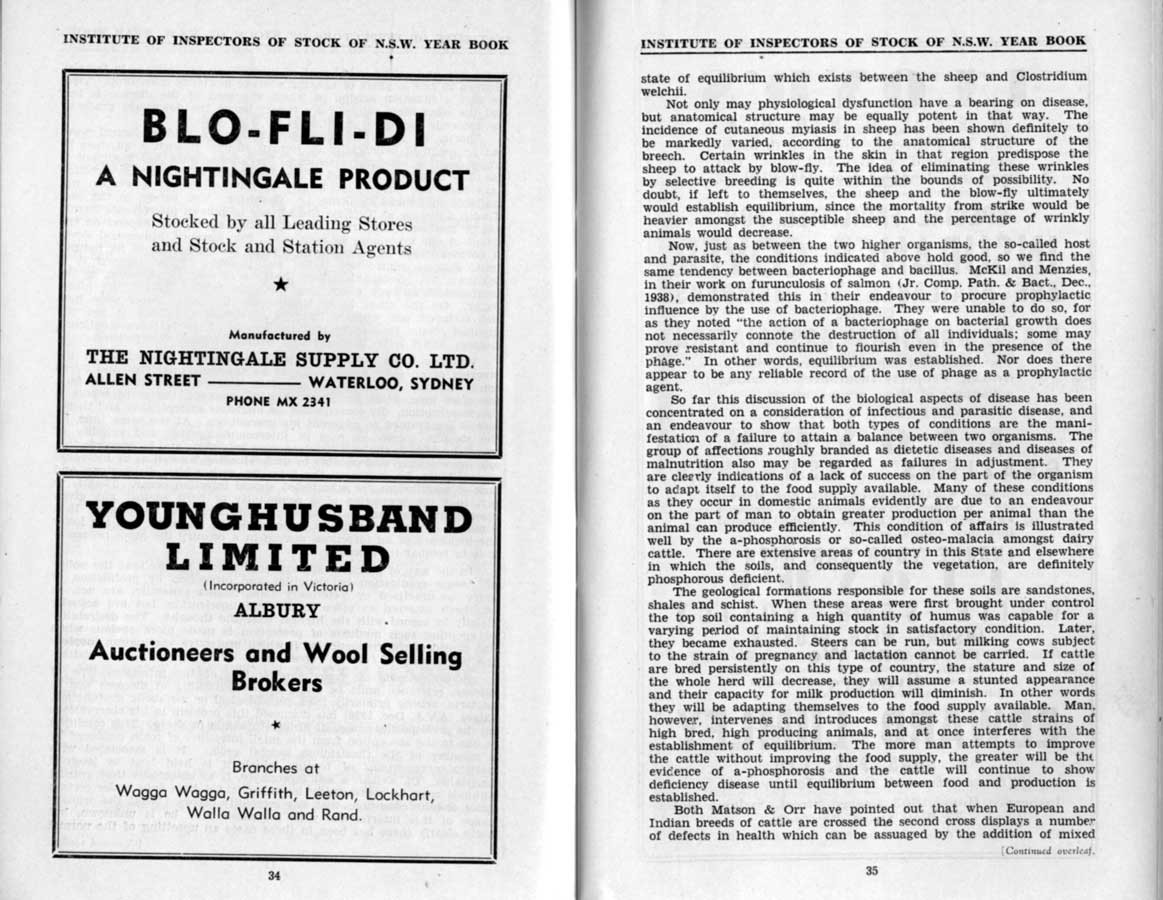 INSTITUTE OF INSPECTORS OF STOCK OF N.S.W. YEAR BOOK
BLO-FLI-DI
A NIGHTINGALE PRODUCT
Stocked by all Leading Stores
and Stock and Station Agents
★
Manufactured by
THE NIGHTINGALE SUPPLY CO. LTD.
ALLEN STREET ———— WATERLOO, SYDNEY
PHONE MX 2341
YOUNGHUSBAND
LIMITED
(Incorporated in Victoria)
ALBURY
Auctioneers and Wool Selling
Brokers
★
Branches at
Wagga Wagga, Griffith, Leeton, Lockhart,
Walla Walla and Rand.
34
INSTITUTE OF INSPECTORS OF STOCK OF N.S.W. YEAR BOOK
state of equilibrium which exists between the sheep and Clostridium
welchii.
Not only may physiological dysfunction have a bearing on disease,
but anatomical structure may be equally potent in that way. The
incidence of cutaneous myiasis in sheep has been shown definitely to
be markedly varied, according to the anatomical structure of the
breech. Certain wrinkles in the skin in that region predispose the
sheep to attack by blow-fly. The idea of eliminating these wrinkles
by selective breeding is quite within the bounds of possibility. No
doubt, if left to themselves, the sheep and the blow-fly ultimately
would establish equilibrium, since the mortality from strike would be
heavier amongst the susceptible sheep and the percentage of wrinkly
animals would decrease.
Now, just as between the two higher organisms, the so-called host
and parasite, the conditions indicated above hold good, so we find the
same tendency between bacteriophage and bacillus. McKil and Menzies,
in their work on furunculosis of salmon (Jr. Comp. Path. & Bact., Dec.,
1938), demonstrated this in their endeavour to procure prophylactic
influence by the use of bacteriophage. They were unable to do so, for
as they noted "the action of a bacteriophage on bacterial growth does
not necessarily connote the destruction of all individuals; some may
prove resistant and continue to flourish even in the presence of the
phage." In other words, equilibrium was established. Nor does there
appear to be any reliable record of the use of phage as a prophylactic
agent.
So far this discussion of the biological aspects of disease has been
concentrated on a consideration of infectious and parasitic disease, and
an endeavour to show that both types of conditions are the mani-
festation of a failure to attain a balance between two organisms. The
group of affections roughly branded as dietetic diseases and diseases of
malnutrition also may be regarded as failures in adjustment. They
are clearly indications of a lack of success on the part of the organism
to adapt itself to the food supply available. Many of these conditions
as they occur in domestic animals evidently are due to an endeavour
on the part of man to obtain greater production per animal than the
animal can produce efficiently. This condition of affairs is illustrated
well by the a-phosphorosis or so-called osteo-malacia amongst dairy
cattle. There are extensive areas of country in this State and elsewhere
in which the soils, and consequently the vegetation, are definitely
phosphorous deficient.
The geological formations responsible for these soils are sandstones,
shales and schist. When these areas were first brought under control
the top soil containing a high quantity of humus was capable for a
varying period of maintaining stock in satisfactory condition. Later,
they became exhausted. Steers can be run, but milking cows subject
to the strain of pregnancy and lactation cannot be carried. If cattle
are bred persistently on this type of country, the stature and size of
the whole herd will decrease, they will assume a stunted appearance
and their capacity for milk production will diminish. In other words
they will be adapting themselves to the food supply available. Man,
however, intervenes and introduces amongst these cattle strains of
high bred, high producing animals, and at once interferes with the
establishment of equilibrium. The more man attempts to improve
the cattle without improving the food supply, the greater will be the
evidence of a-phosphorosis and the cattle will continue to show
deficiency disease until equilibrium between food and production is
established.
Both Matson & Orr have pointed out that when European and
Indian breeds of cattle are crossed the second cross displays a number
of defects in health which can be assuaged by the addition of mixed
[Continued overleaf.
35